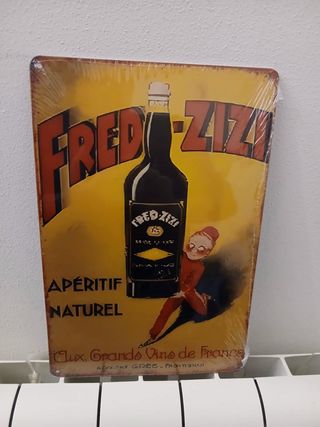 FRED-ZIZI
FRED-ZIZI
APÉRITIF
NATUREL
Aux Grands Vins de France